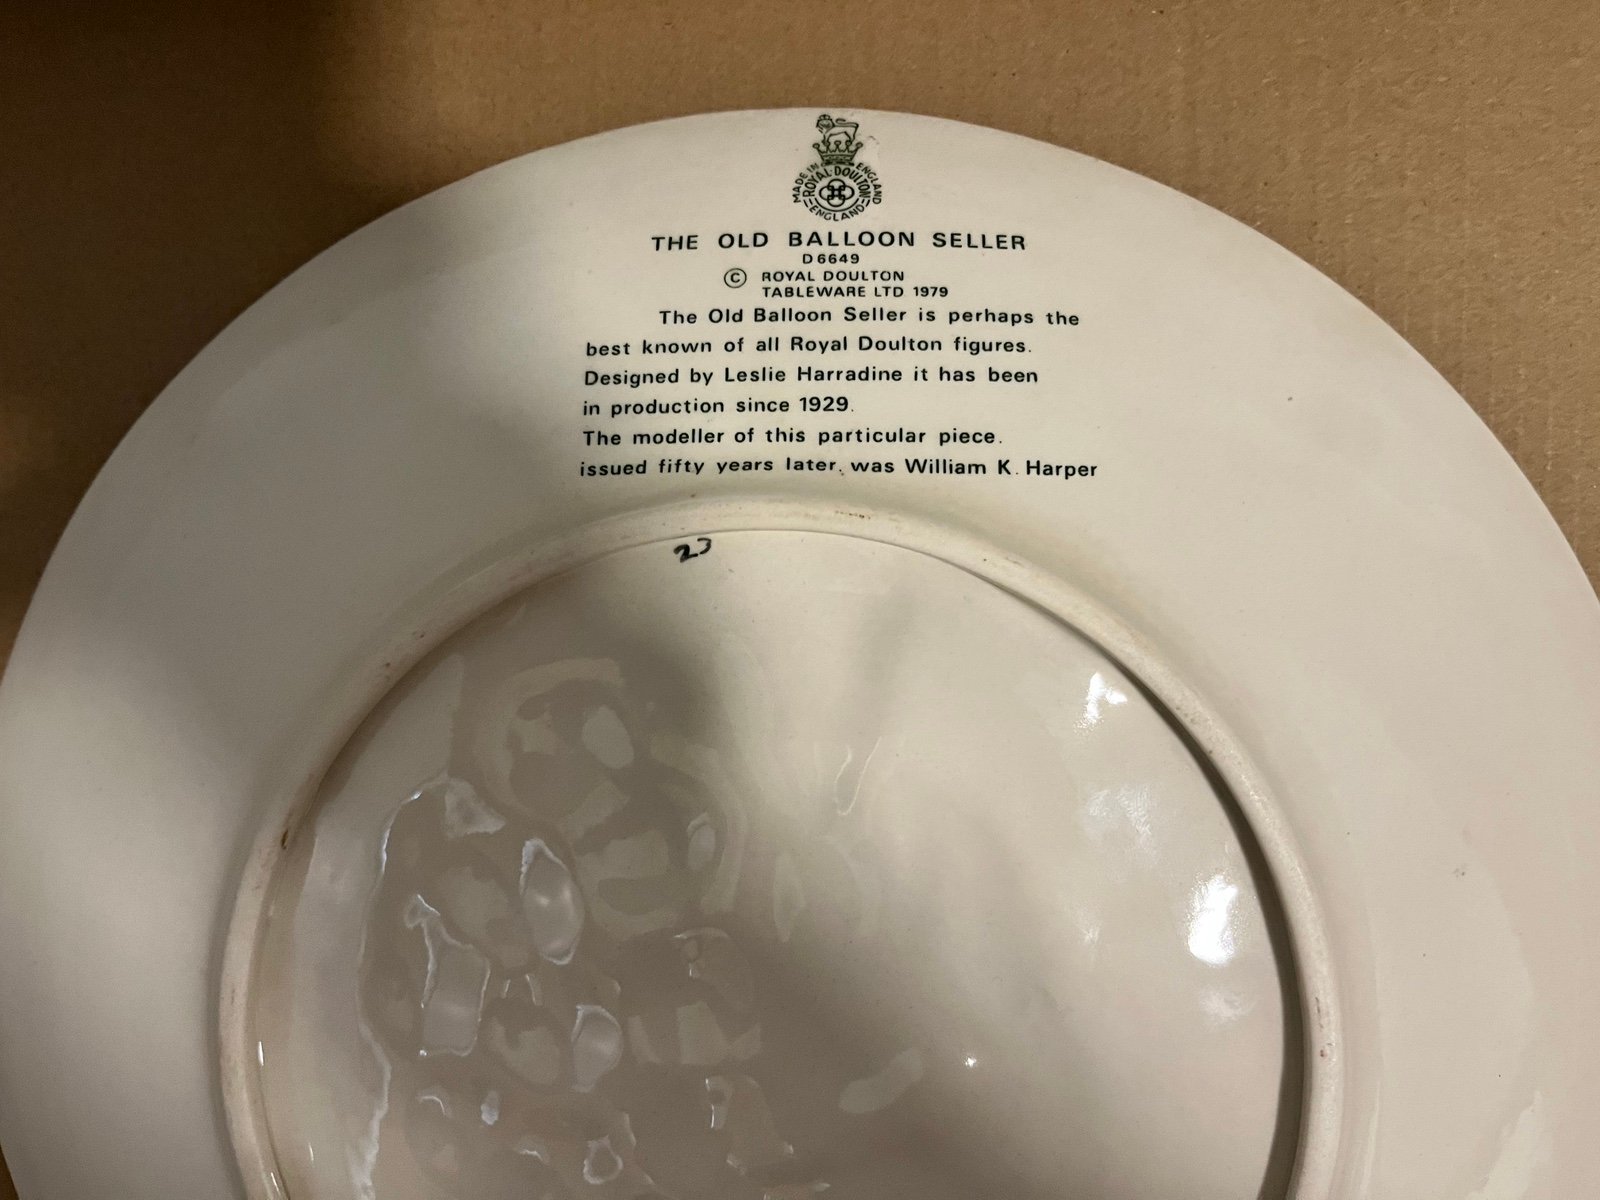 MADE IN ENGLAND
ROYAL DOULTON
ENGLAND
THE OLD BALLOON SELLER
D6649
© ROYAL DOULTON
TABLEWARE LTD 1979
The Old Balloon Seller is perhaps the
best known of all Royal Doulton figures.
Designed by Leslie Harradine it has been
in production since 1929.
The modeller of this particular piece.
issued fifty years later. was William K. Harper